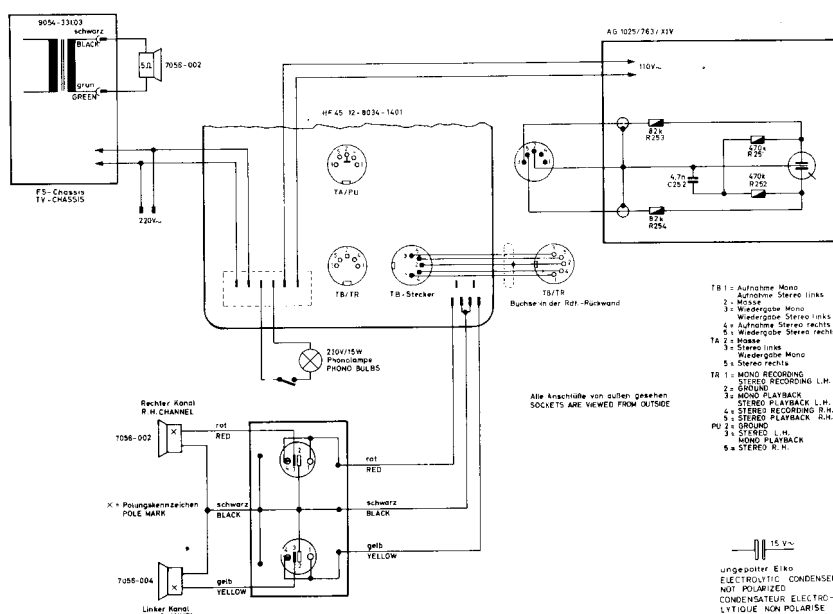 9054-33L03
schwarz
BLACK
5Ω
7056-002
grün
GREEN
FS-Chassis
TV-CHASSIS
220V~
HF 45 12-8034-1401
TA/PU
TB/TR
TB-Stecker
TB/TR
Buchse in der Rdf.-Rückwand
220V/15W
Phonolampe
PHONO BULBS
AG 1025/763/XIV
110V~
82k
R253
470k
R251
4,7n
C252
470k
R252
82k
R254
TB 1 = Aufnahme Mono
Aufnahme Stereo links
2 = Masse
3 = Wiedergabe Mono
Wiedergabe Stereo links
4 = Aufnahme Stereo rechts
5 = Wiedergabe Stereo rechts
TA 2 = Masse
3 = Stereo links
Wiedergabe Mono
5 = Stereo rechts
TR 1 = MONO RECORDING
STEREO RECORDING L.H.
2 = GROUND
3 = MONO PLAYBACK
STEREO PLAYBACK L.H.
4 = STEREO RECORDING R.H.
5 = STEREO PLAYBACK R.H.
PU 2 = GROUND
3 = STEREO L.H.
MONO PLAYBACK
5 = STEREO R.H.
Alle Anschlüße von außen gesehen
SOCKETS ARE VIEWED FROM OUTSIDE
Rechter Kanal
R.H. CHANNEL
7056-002
rot
RED
rot
RED
X = Polungskennzeichen
POLE MARK
schwarz
BLACK
schwarz
BLACK
gelb
YELLOW
7056-004
gelb
YELLOW
Linker Kanal
15 V~
ungepolter Elko
ELECTROLYTIC CONDENSER
NOT POLARIZED
CONDENSATEUR ELECTRO-
LYTIQUE NON POLARISE